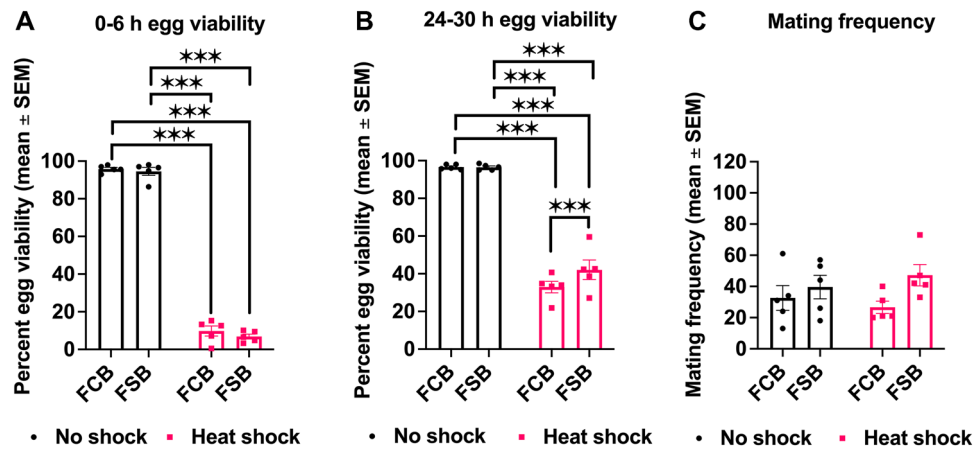 A
0-6 h egg viability
Percent egg viability (mean ± SEM)
✶✶✶
✶✶✶
✶✶✶
✶✶✶
100
80
60
40
20
0
FCB
FSB
FCB
FSB
No shock
Heat shock
B
24-30 h egg viability
Percent egg viability (mean ± SEM)
✶✶✶
✶✶✶
✶✶✶
✶✶✶
✶✶✶
100
80
60
40
20
0
FCB
FSB
FCB
FSB
No shock
Heat shock
C
Mating frequency
Mating frequency (mean ± SEM)
120
100
80
60
40
20
0
FCB
FSB
FCB
FSB
No shock
Heat shock